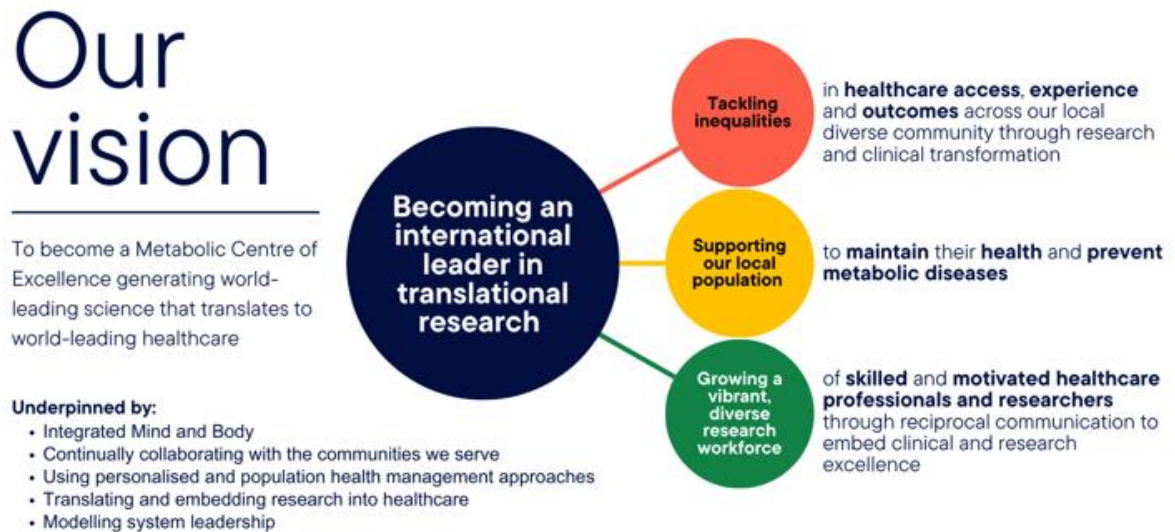 Our
vision
To become a Metabolic Centre of
Excellence generating world-
leading science that translates to
world-leading healthcare
Underpinned by:
• Integrated Mind and Body
• Continually collaborating with the communities we serve
• Using personalised and population health management approaches
• Translating and embedding research into healthcare
• Modelling system leadership
Becoming an
international
leader in
translational
research
Tackling
inequalities
in healthcare access, experience
and outcomes across our local
diverse community through research
and clinical transformation
Supporting
our local
population
to maintain their health and prevent
metabolic diseases
Growing a
vibrant,
diverse
research
workforce
of skilled and motivated healthcare
professionals and researchers
through reciprocal communication to
embed clinical and research
excellence